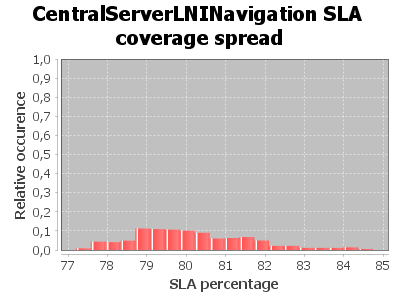 CentralServerLNINavigation SLA
coverage spread
1,0
0,9
0,8
0,7
0,6
0,5
0,4
0,3
0,2
0,1
0,0
Relative occurence
77 78 79 80 81 82 83 84 85
SLA percentage